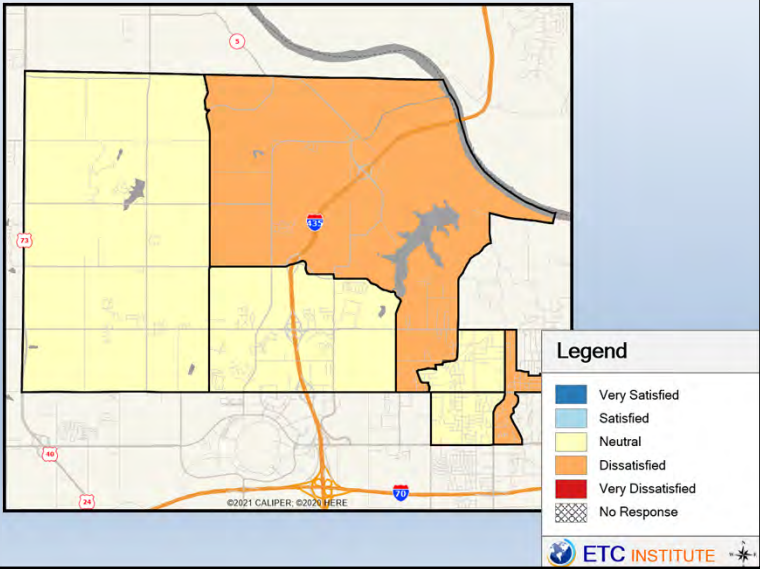 5
435
73
Legend
Very Satisfied
Satisfied
Neutral
Dissatisfied
Very Dissatisfied
No Response
40
24
70
©2021 CALIPER; ©2020 HERE
ETC INSTITUTE
N
W E
S